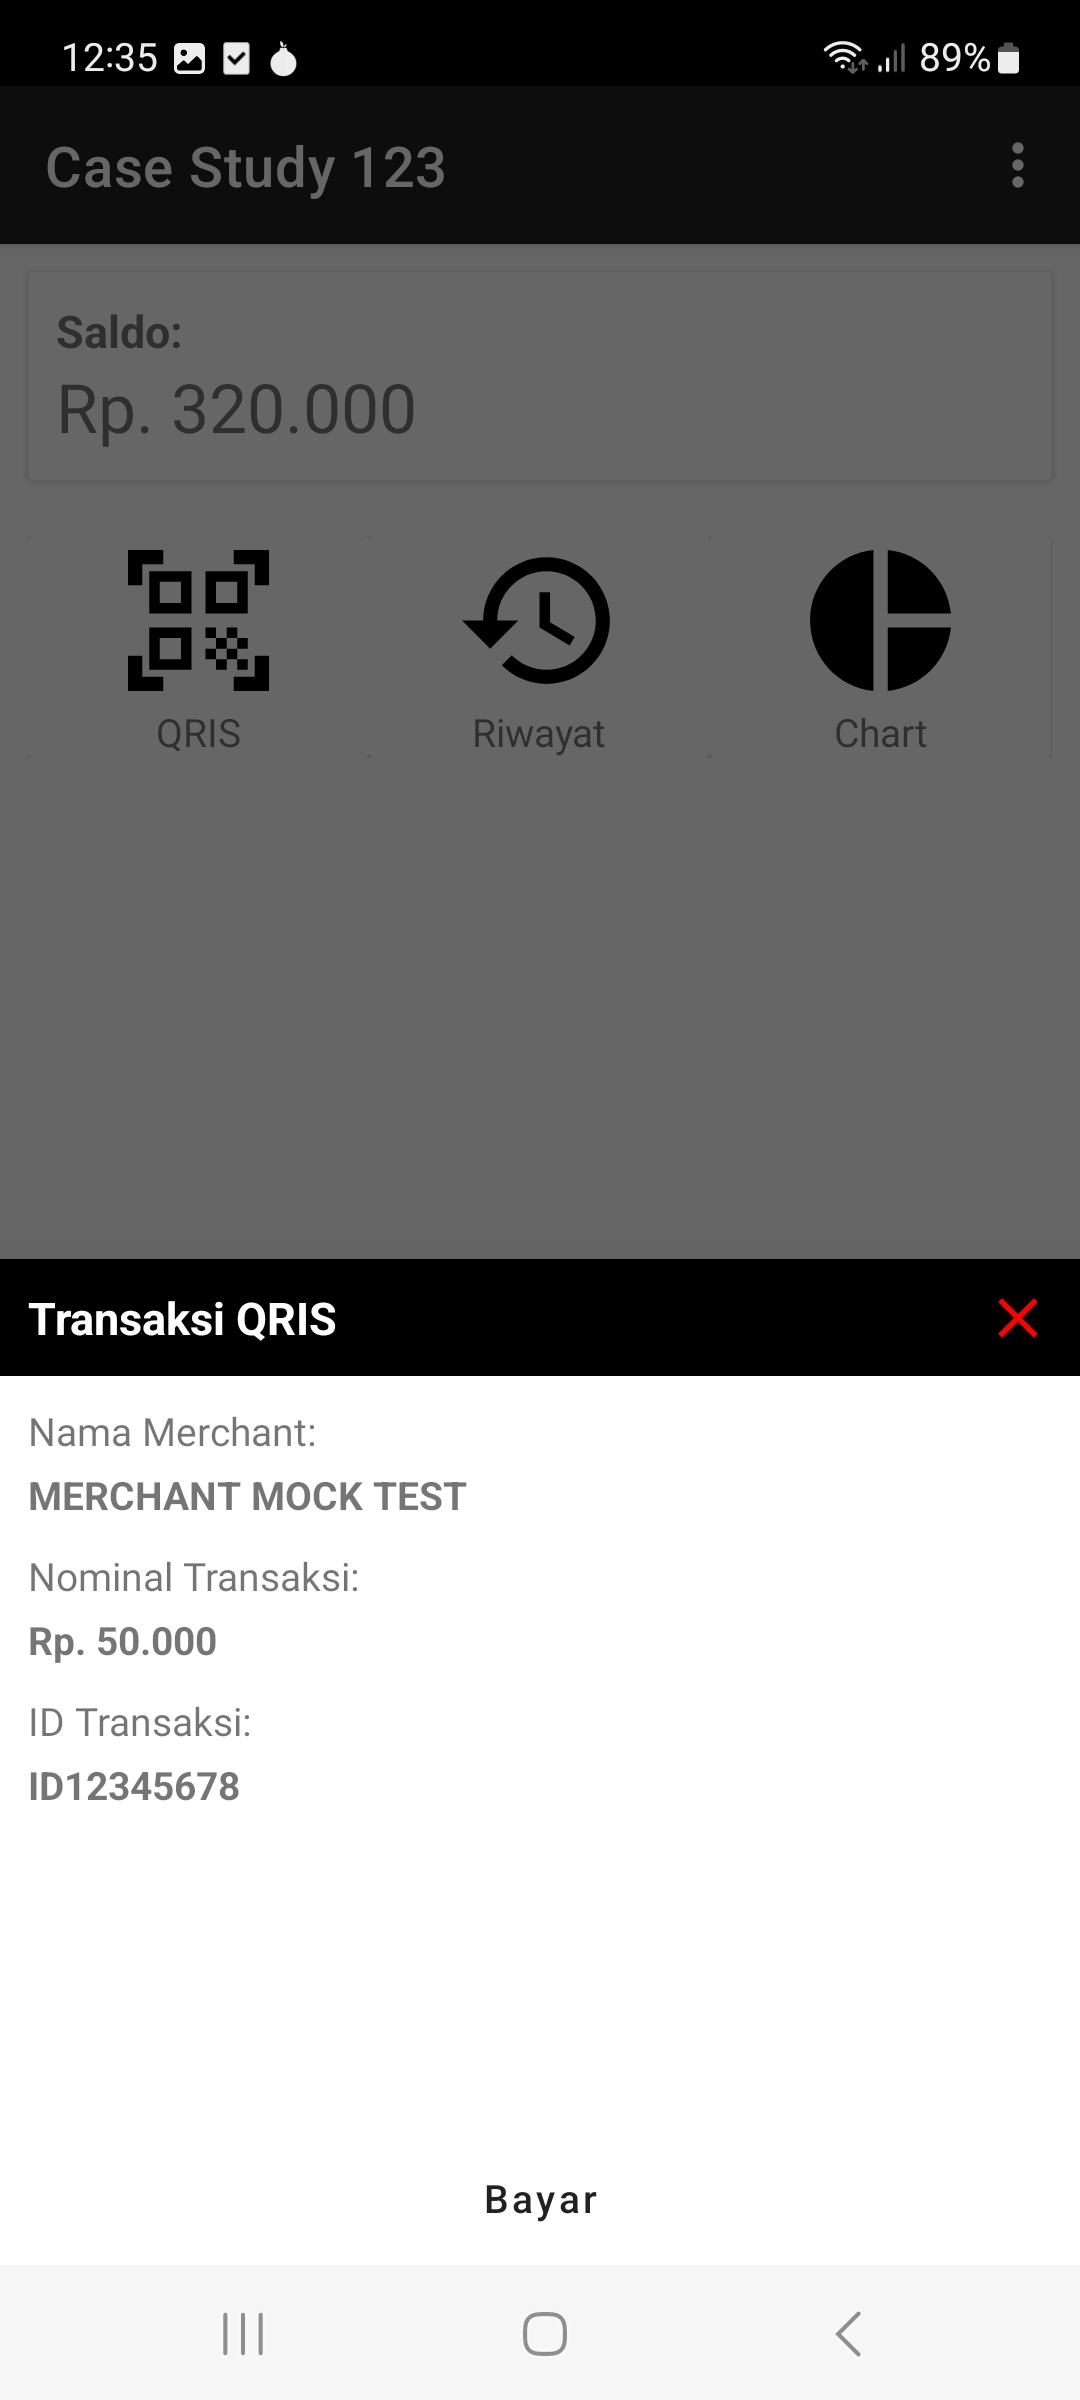 12:35
89%
Case Study 123
Saldo:
Rp. 320.000
QRIS
Riwayat
Chart
Transaksi QRIS
Nama Merchant:
MERCHANT MOCK TEST
Nominal Transaksi:
Rp. 50.000
ID Transaksi:
ID12345678
Bayar